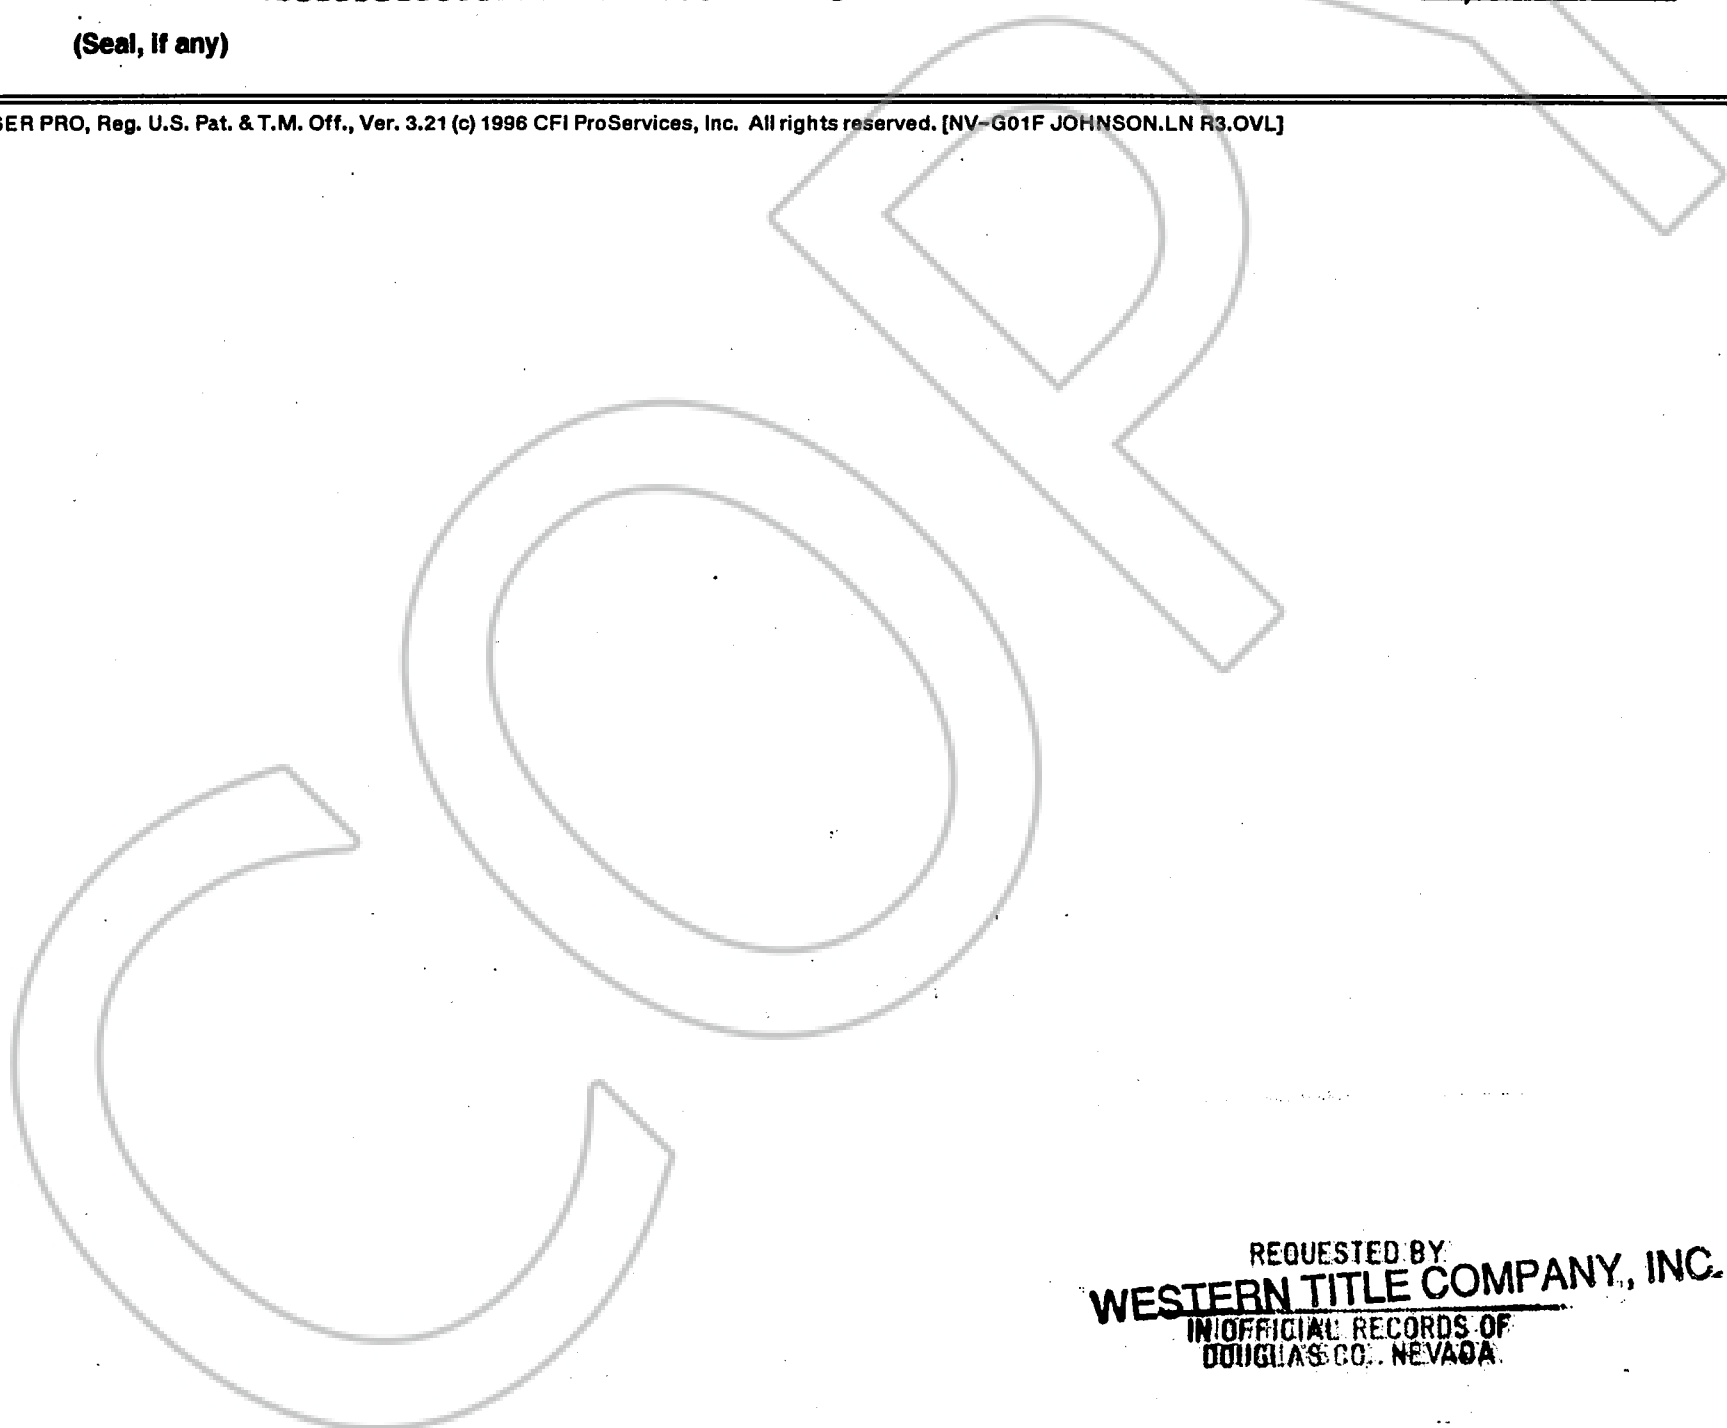 (Seal, if any)
SER PRO, Reg. U.S. Pat. & T.M. Off., Ver. 3.21 (c) 1996 CFI ProServices, Inc. All rights reserved. [NV-G01F JOHNSON.LN R3.OVL]
COPY
REQUESTED BY
WESTERN TITLE COMPANY, INC.
IN OFFICIAL RECORDS OF
DOUGLAS CO., NEVADA